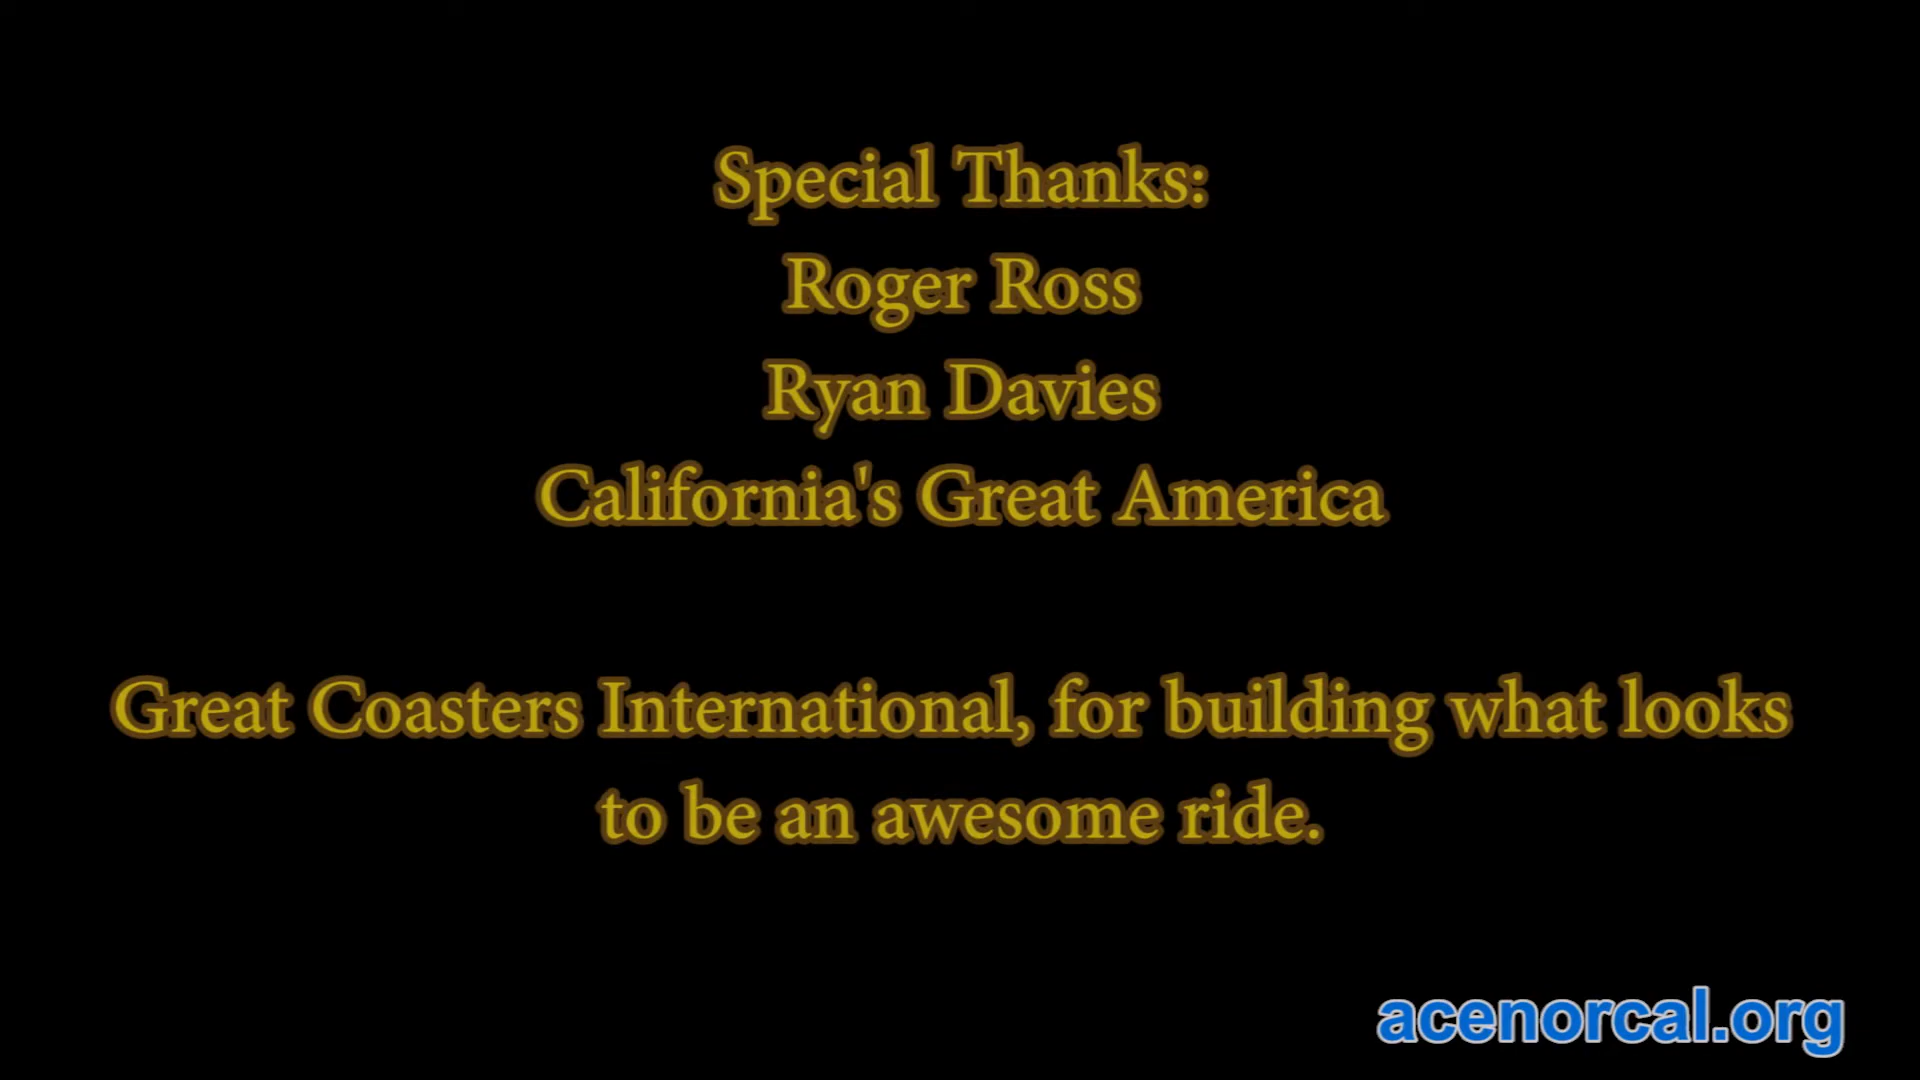 Special Thanks:
Roger Ross
Ryan Davies
California's Great America
Great Coasters International, for building what looks
to be an awesome ride.
acenorcal.org